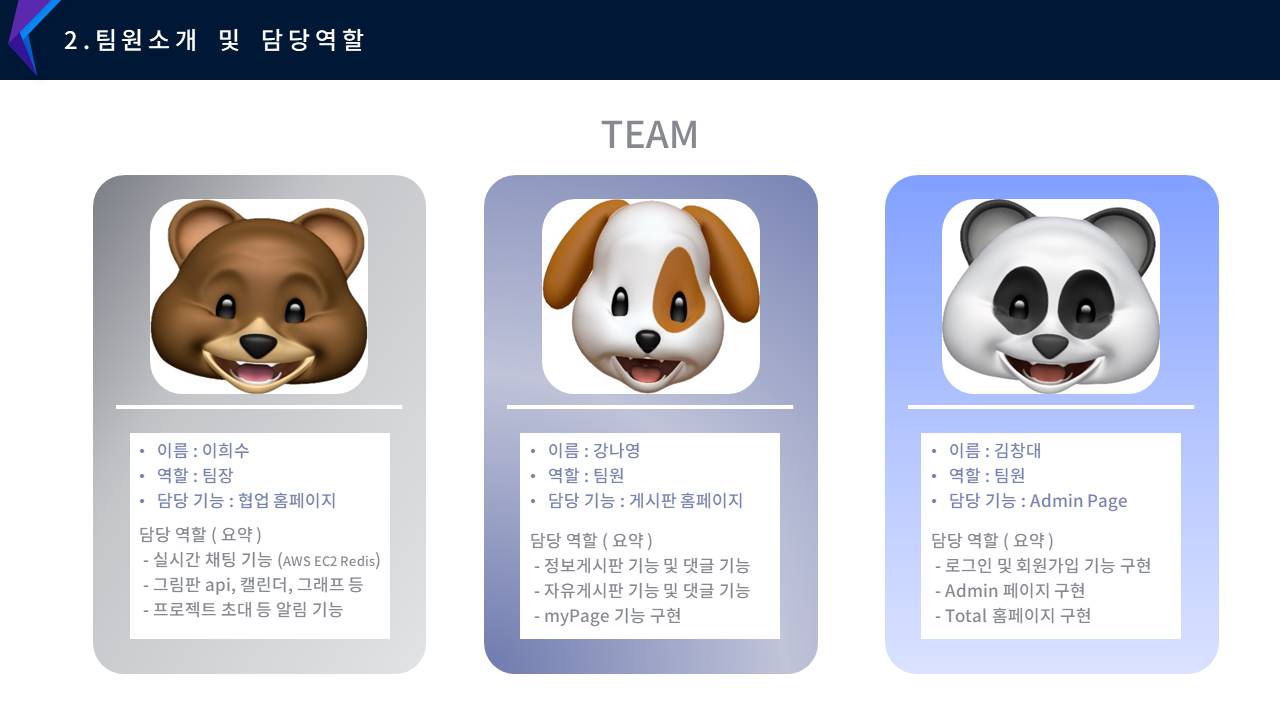 2.팀원소개 및 담당역할
TEAM
• 이름 : 이희수
• 역할 : 팀장
• 담당 기능 : 협업 홈페이지
담당 역할 ( 요약 )
- 실시간 채팅 기능 (AWS EC2 Redis)
- 그림판 api, 캘린더, 그래프 등
- 프로젝트 초대 등 알림 기능
• 이름 : 강나영
• 역할 : 팀원
• 담당 기능 : 게시판 홈페이지
담당 역할 ( 요약 )
- 정보게시판 기능 및 댓글 기능
- 자유게시판 기능 및 댓글 기능
- myPage 기능 구현
• 이름 : 김창대
• 역할 : 팀원
• 담당 기능 : Admin Page
담당 역할 ( 요약 )
- 로그인 및 회원가입 기능 구현
- Admin 페이지 구현
- Total 홈페이지 구현